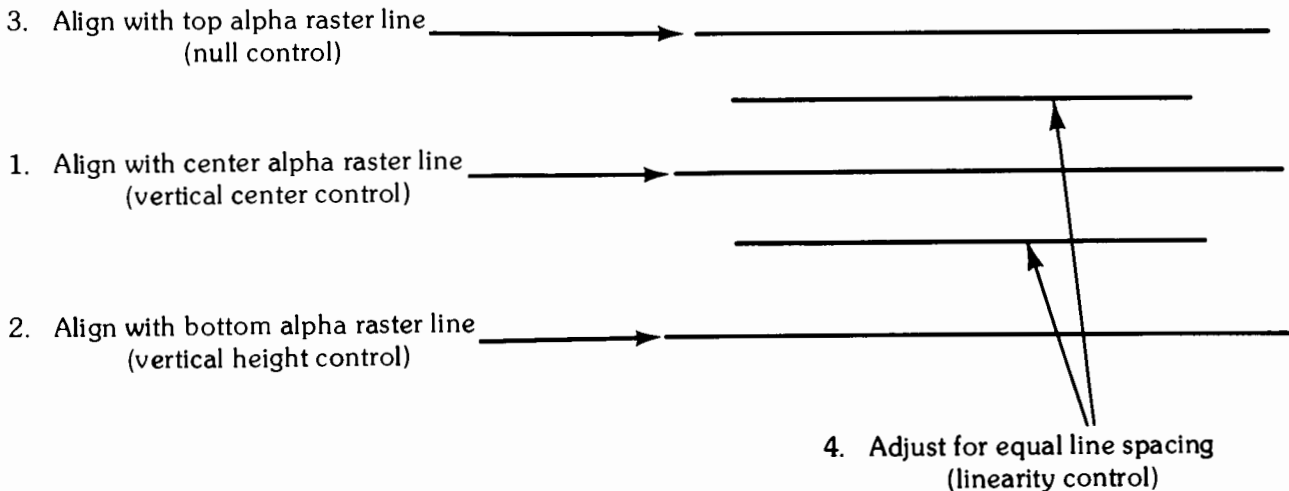 3. Align with top alpha raster line
(null control)
1. Align with center alpha raster line
(vertical center control)
2. Align with bottom alpha raster line
(vertical height control)
4. Adjust for equal line spacing
(linearity control)